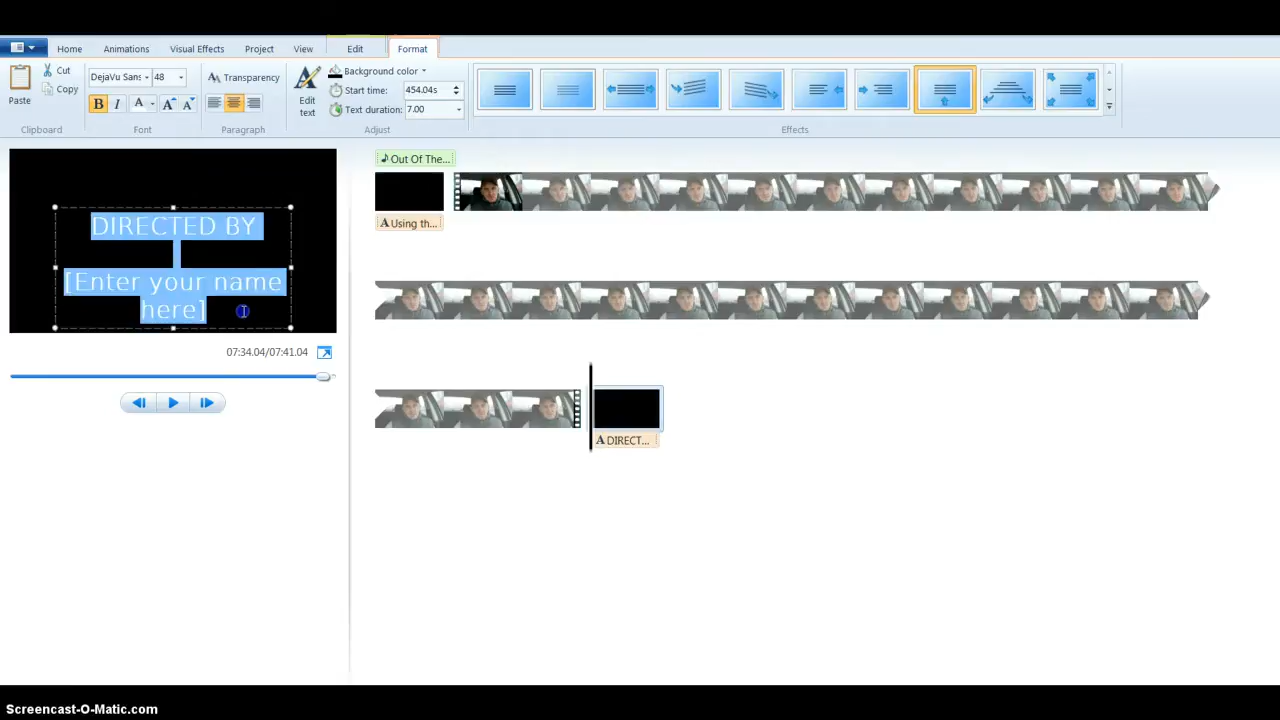 Home Animations Visual Effects Project View Edit Format
Paste Cut Copy Clipboard
DejaVu Sans 48 B I A A A Font
Transparency Paragraph
Edit text Background color Start time: 454.04s Text duration: 7.00 Adjust
Effects
DIRECTED BY
[Enter your name
here]
07:34.04/07:41.04
Out Of The...
A Using th...
A DIRECT...
Screencast-O-Matic.com